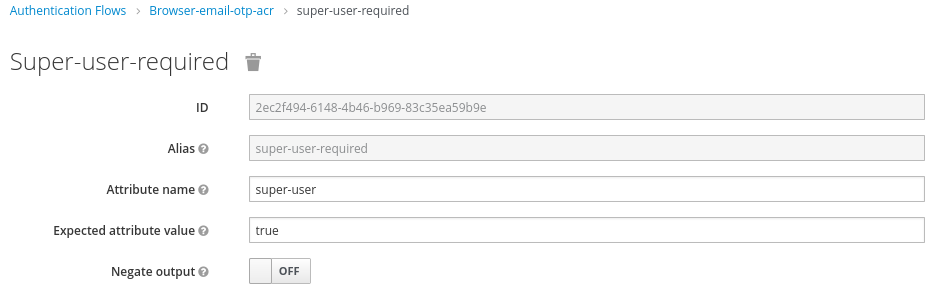 Authentication Flows > Browser-email-otp-acr > super-user-required
Super-user-required
ID 2ec2f494-6148-4b46-b969-83c35ea59b9e
Alias super-user-required
Attribute name super-user
Expected attribute value true
Negate output OFF